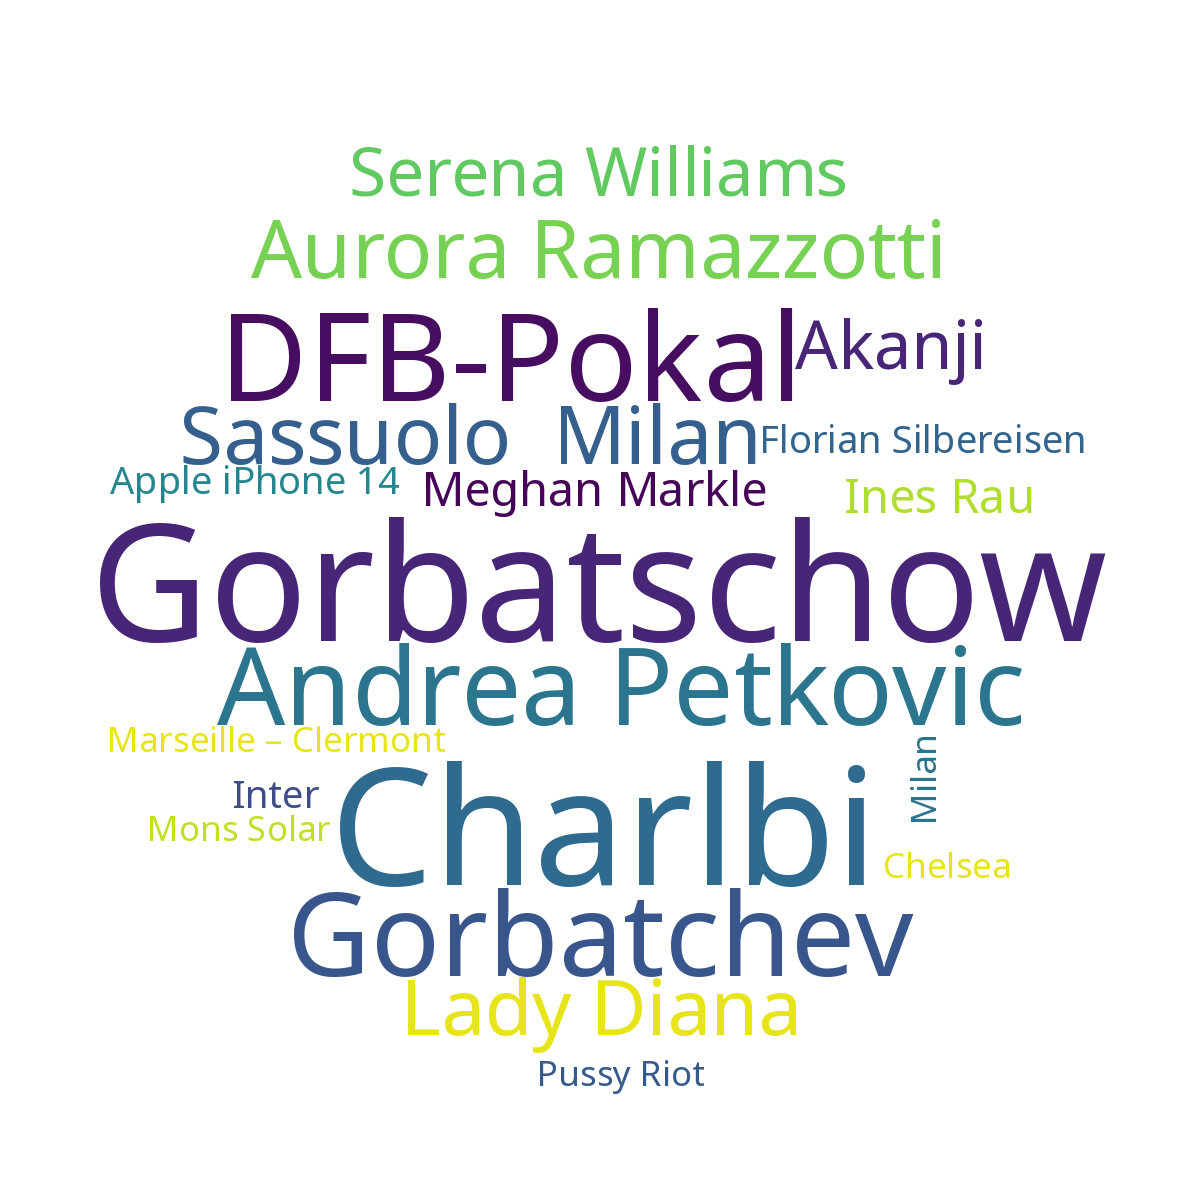 Serena Williams
Aurora Ramazzotti
DFB-Pokal
Akanji
Sassuolo Milan
Florian Silbereisen
Apple iPhone 14
Meghan Markle
Ines Rau
Gorbatschow
Andrea Petkovic
Marseille – Clermont
Milan
Inter
Charlbi
Mons Solar
Chelsea
Gorbatchev
Lady Diana
Pussy Riot